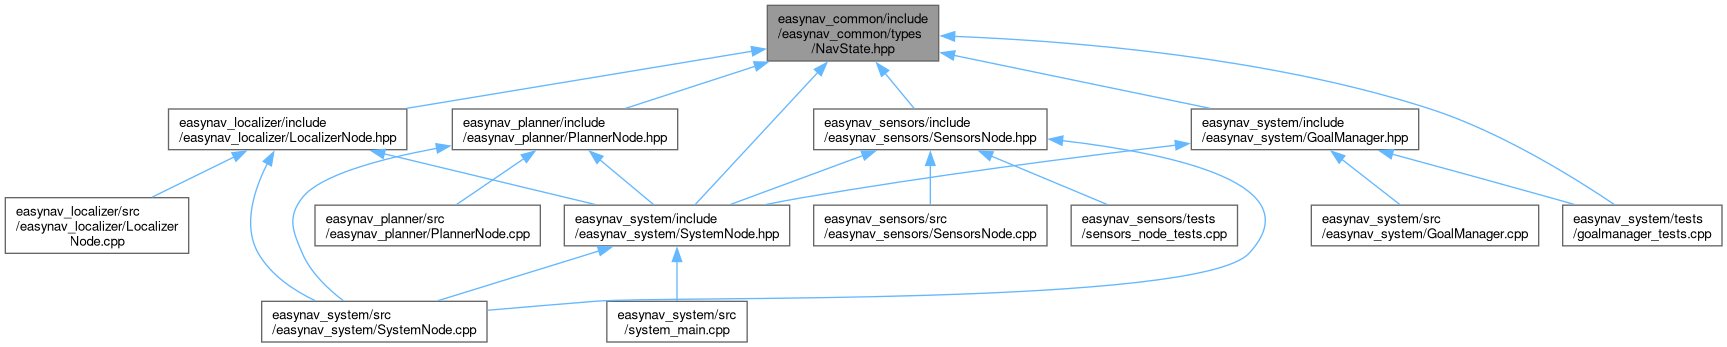 easynav_common/include
/easynav_common/types
/NavState.hpp
easynav_localizer/include
/easynav_localizer/LocalizerNode.hpp
easynav_planner/include
/easynav_planner/PlannerNode.hpp
easynav_sensors/include
/easynav_sensors/SensorsNode.hpp
easynav_system/include
/easynav_system/GoalManager.hpp
easynav_localizer/src
/easynav_localizer/Localizer
Node.cpp
easynav_planner/src
/easynav_planner/PlannerNode.cpp
easynav_system/include
/easynav_system/SystemNode.hpp
easynav_sensors/src
/easynav_sensors/SensorsNode.cpp
easynav_sensors/tests
/sensors_node_tests.cpp
easynav_system/src
/easynav_system/GoalManager.cpp
easynav_system/tests
/goalmanager_tests.cpp
easynav_system/src
/easynav_system/SystemNode.cpp
easynav_system/src
/system_main.cpp